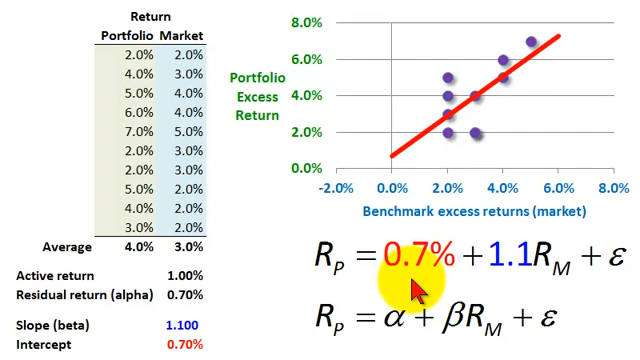 Return
Portfolio Market
2.0% 2.0%
4.0% 3.0%
5.0% 4.0%
6.0% 4.0%
7.0% 5.0%
2.0% 3.0%
2.0% 3.0%
5.0% 2.0%
4.0% 2.0%
3.0% 2.0%
Average 4.0% 3.0%
Active return 1.00%
Residual return (alpha) 0.70%
Slope (beta) 1.100
Intercept 0.70%
Portfolio
Excess
Return
8.0%
6.0%
4.0%
2.0%
0.0%
-2.0% 0.0% 2.0% 4.0% 6.0% 8.0%
Benchmark excess returns (market)
R_P = 0.7% + 1.1R_M + ε
R_P = α + βR_M + ε